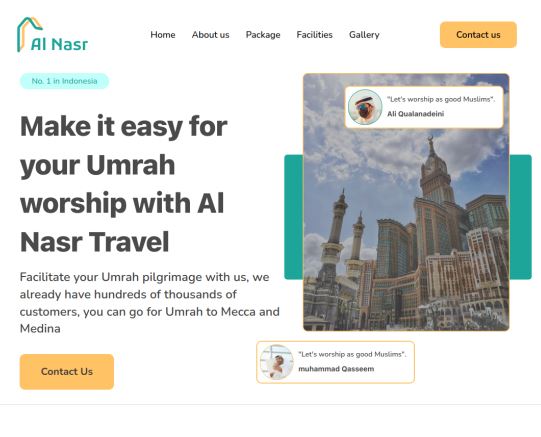 Al Nasr
Home About us Package Facilities Gallery
Contact us
No. 1 in Indonesia
Make it easy for
your Umrah
worship with Al
Nasr Travel
Facilitate your Umrah pilgrimage with us, we
already have hundreds of thousands of
customers, you can go for Umrah to Mecca and
Medina
Contact Us
"Let's worship as good Muslims".
Ali Qualanadeini
"Let's worship as good Muslims".
muhammad Qasseem